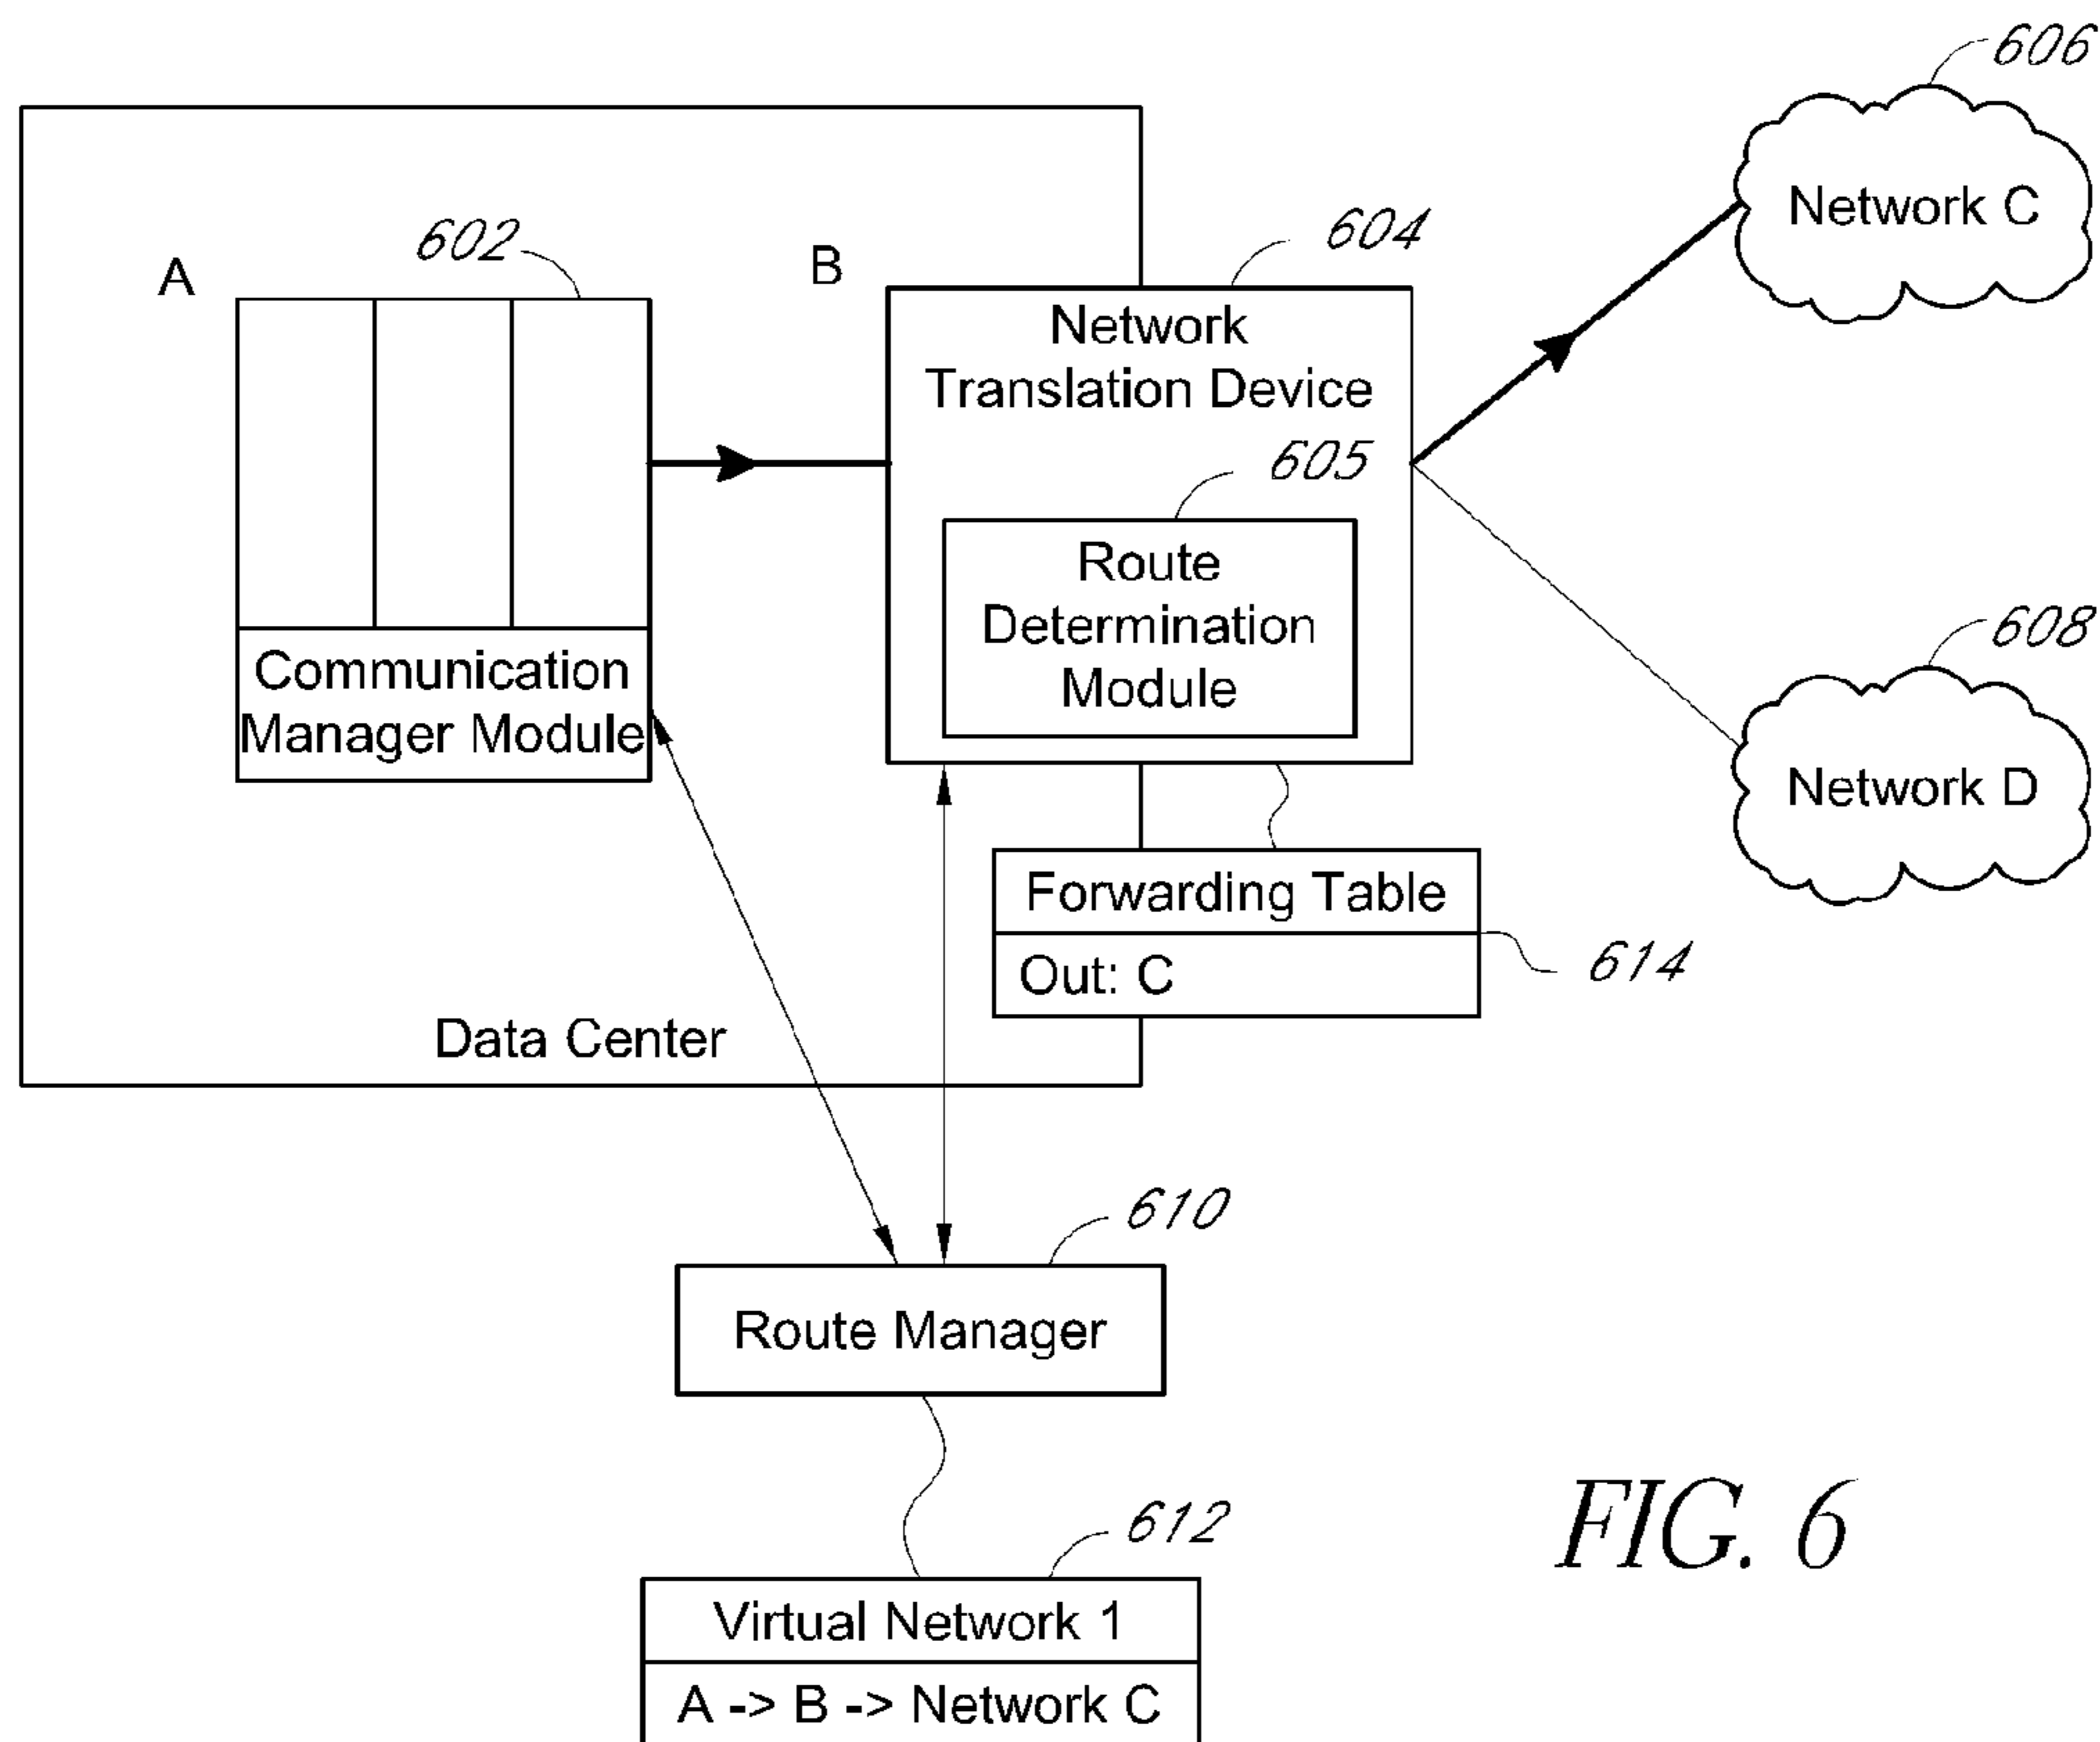 606
Network C
602
604
A
B
Network
Translation Device
605
Route
Determination
Module
Communication
Manager Module
608
Network D
Forwarding Table
Out: C
614
Data Center
610
Route Manager
612
Virtual Network 1
A -> B -> Network C
FIG. 6